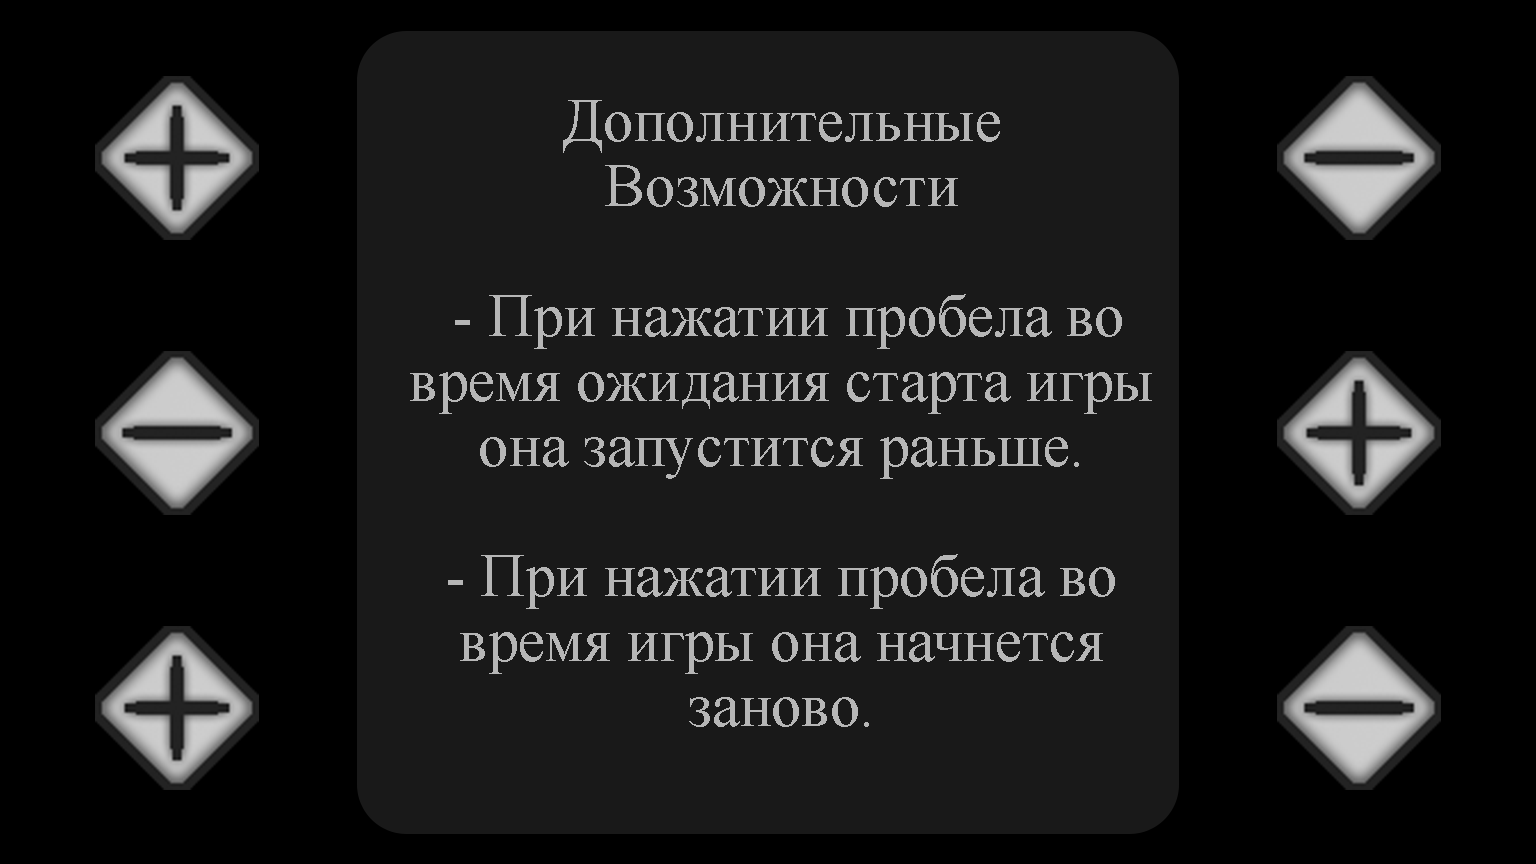 Дополнительные
Возможности
- При нажатии пробела во
время ожидания старта игры
она запустится раньше.
- При нажатии пробела во
время игры она начнется
заново.